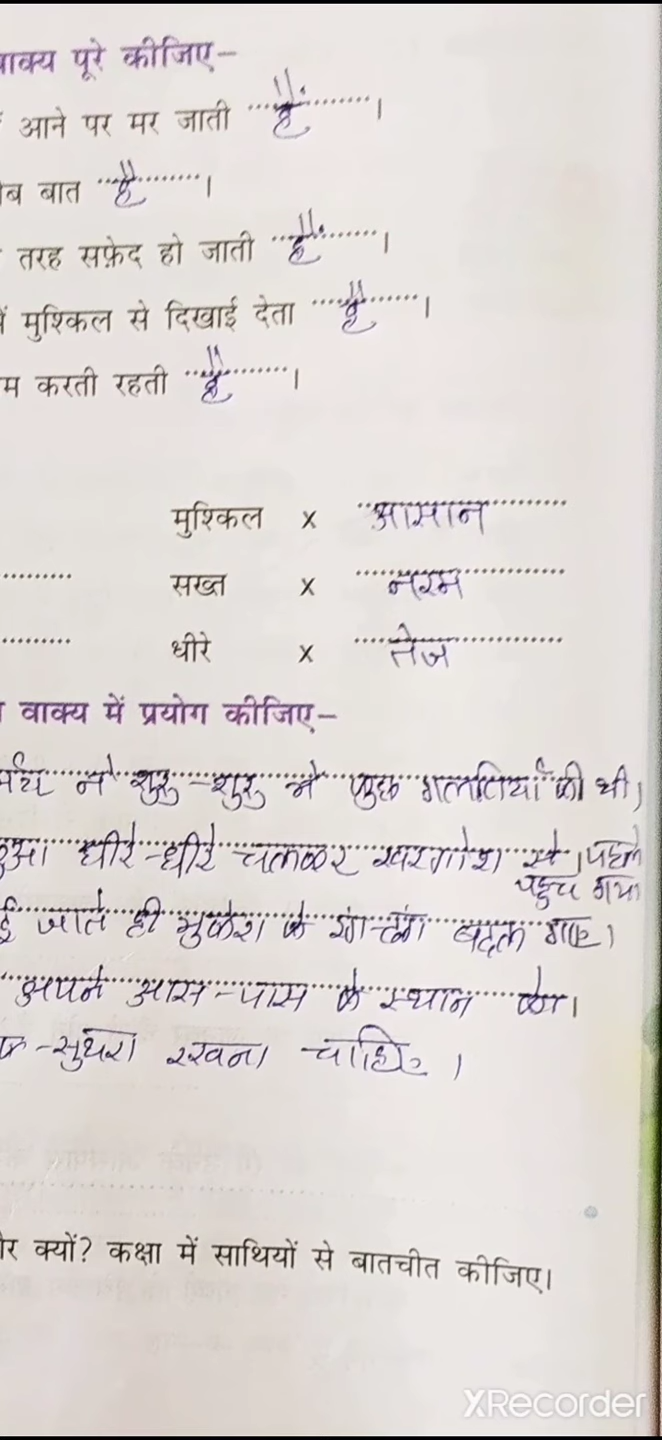 वाक्य पूरे कीजिए–
आने पर मर जाती हैं।
ब बात है।
तरह सफ़ेद हो जाती हैं।
में मुश्किल से दिखाई देता है।
म करती रहती है।
मुश्किल x आसान
सख्त x नरम
धीरे x तेज
वाक्य में प्रयोग कीजिए–
ने शुरु-शुरु में कुछ गलतियाँ की थी।
धीरे-धीरे चलकर खरगोश से पहले
पहुच गया।
जाते ही मुकेश के रंग-ढंग बदल गए।
अपने आस-पास के स्थान को
-सुथरा रखना चाहिए।
र क्यों? कक्षा में साथियों से बातचीत कीजिए।
XRecorder